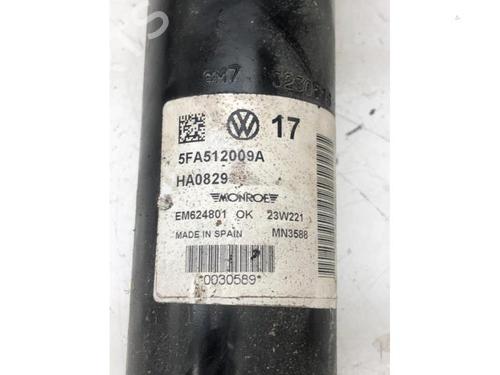 17
5FA512009A
HA0829
MONROE
EM624801 OK 23W221
MADE IN SPAIN MN3588
*0030589*